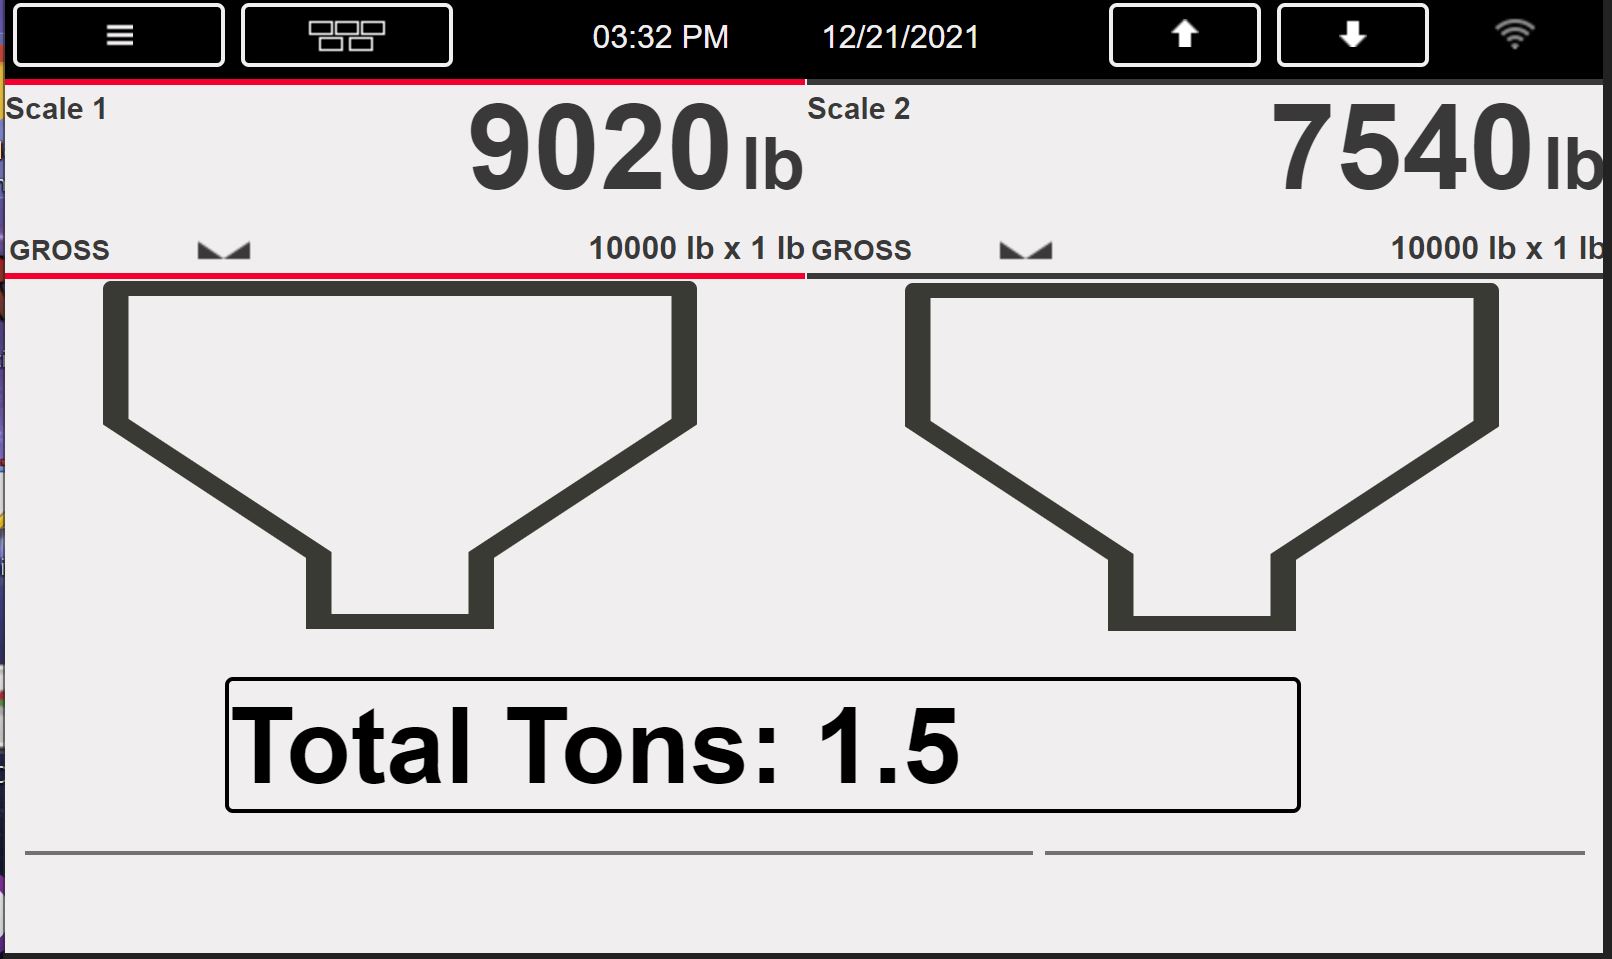 03:32 PM 12/21/2021
Scale 1
9020 lb
GROSS 10000 lb x 1 lb
Scale 2
7540 lb
GROSS 10000 lb x 1 lb
Total Tons: 1.5